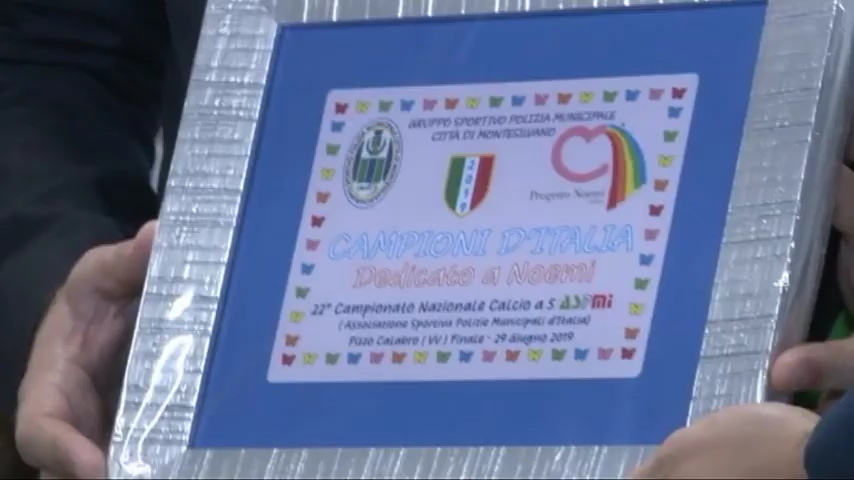 GRUPPO SPORTIVO POLIZIA MUNICIPALE
CITTÀ DI MONTESILVANO
2019
Progetto Noemi
CAMPIONI D'ITALIA
Dedicato a Noemi
22° Campionato Nazionale Calcio a 5 ASPMi
(Associazione Sportiva Polizie Municipali d'Italia)
Pizzo Calabro (VV) Finale - 29 Giugno 2019